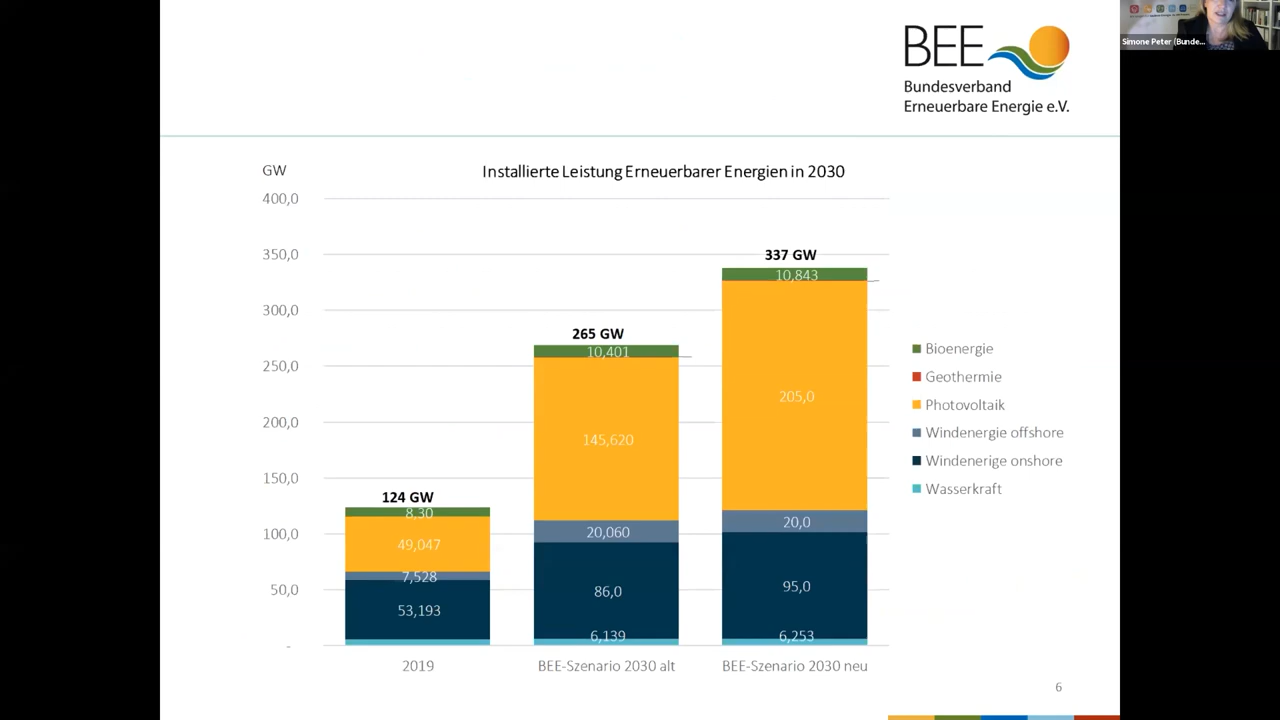 Simone Peter (Bunde...
BEE
Bundesverband
Erneuerbare Energie e.V.
GW
Installierte Leistung Erneuerbarer Energien in 2030
400,0
350,0
300,0
250,0
200,0
150,0
100,0
50,0
-
124 GW
8,30
49,047
7,528
53,193
265 GW
10,401
145,620
20,060
86,0
6,139
337 GW
10,843
205,0
20,0
95,0
6,253
Bioenergie
Geothermie
Photovoltaik
Windenergie offshore
Windenerige onshore
Wasserkraft
2019
BEE-Szenario 2030 alt
BEE-Szenario 2030 neu
6